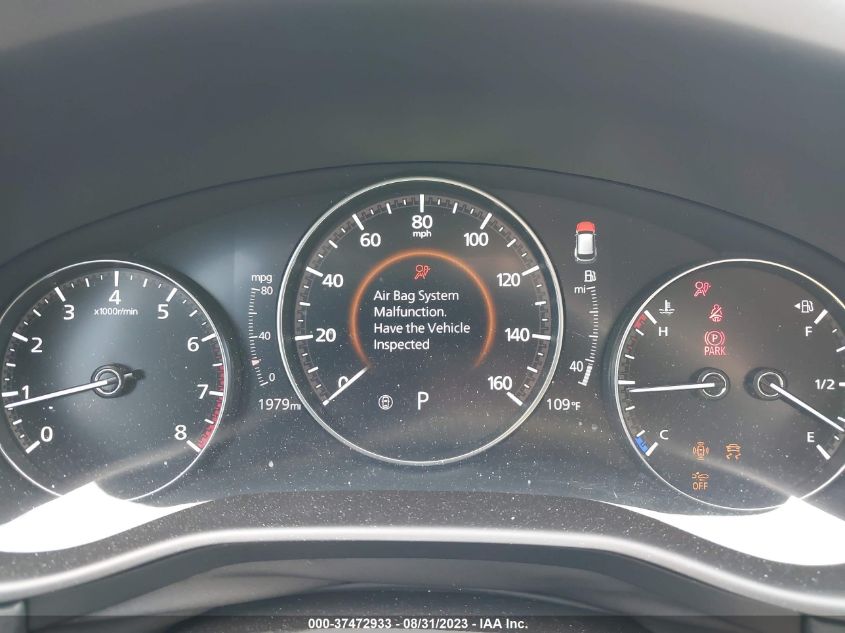 0
1
2
3
4
x1000r/min
5
6
7
8
mpg
80
40
0
1979 mi
0
20
40
60
80
mph
100
120
140
160
Air Bag System
Malfunction.
Have the Vehicle
Inspected
P
mi
40
109°F
H
C
P
PARK
OFF
F
1/2
E
000-37472933 - 08/31/2023 - IAA Inc.